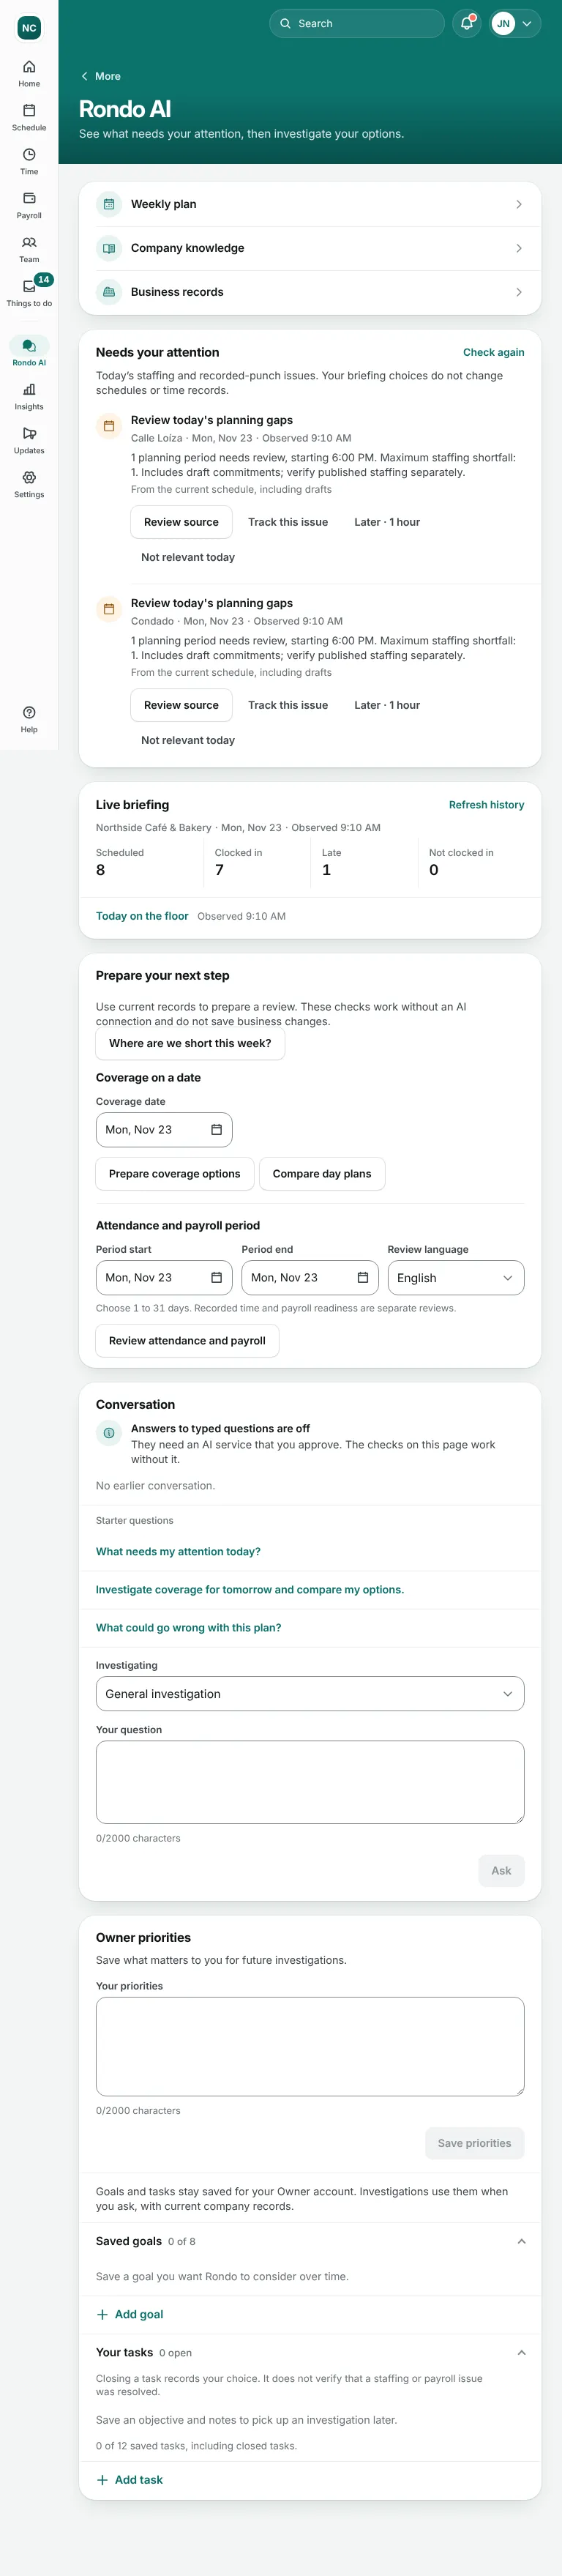 NC
Search
JN
Home
Schedule
Time
Payroll
Team
14
Things to do
Rondo AI
Insights
Updates
Settings
Help
More
Rondo AI
See what needs your attention, then investigate your options.
Weekly plan
Company knowledge
Business records
Needs your attention
Check again
Today's staffing and recorded-punch issues. Your briefing choices do not change
schedules or time records.
Review today's planning gaps
Calle Loíza · Mon, Nov 23 · Observed 9:10 AM
1 planning period needs review, starting 6:00 PM. Maximum staffing shortfall:
1. Includes draft commitments; verify published staffing separately.
From the current schedule, including drafts
Review source
Track this issue
Later · 1 hour
Not relevant today
Review today's planning gaps
Condado · Mon, Nov 23 · Observed 9:10 AM
1 planning period needs review, starting 6:00 PM. Maximum staffing shortfall:
1. Includes draft commitments; verify published staffing separately.
From the current schedule, including drafts
Review source
Track this issue
Later · 1 hour
Not relevant today
Live briefing
Refresh history
Northside Café & Bakery · Mon, Nov 23 · Observed 9:10 AM
Scheduled
8
Clocked in
7
Late
1
Not clocked in
0
Today on the floor
Observed 9:10 AM
Prepare your next step
Use current records to prepare a review. These checks work without an AI
connection and do not save business changes.
Where are we short this week?
Coverage on a date
Coverage date
Mon, Nov 23
Prepare coverage options
Compare day plans
Attendance and payroll period
Period start
Mon, Nov 23
Period end
Mon, Nov 23
Review language
English
Choose 1 to 31 days. Recorded time and payroll readiness are separate reviews.
Review attendance and payroll
Conversation
Answers to typed questions are off
They need an AI service that you approve. The checks on this page work
without it.
No earlier conversation.
Starter questions
What needs my attention today?
Investigate coverage for tomorrow and compare my options.
What could go wrong with this plan?
Investigating
General investigation
Your question
0/2000 characters
Ask
Owner priorities
Save what matters to you for future investigations.
Your priorities
0/2000 characters
Save priorities
Goals and tasks stay saved for your Owner account. Investigations use them when
you ask, with current company records.
Saved goals 0 of 8
Save a goal you want Rondo to consider over time.
Add goal
Your tasks 0 open
Closing a task records your choice. It does not verify that a staffing or payroll issue
was resolved.
Save an objective and notes to pick up an investigation later.
0 of 12 saved tasks, including closed tasks.
Add task